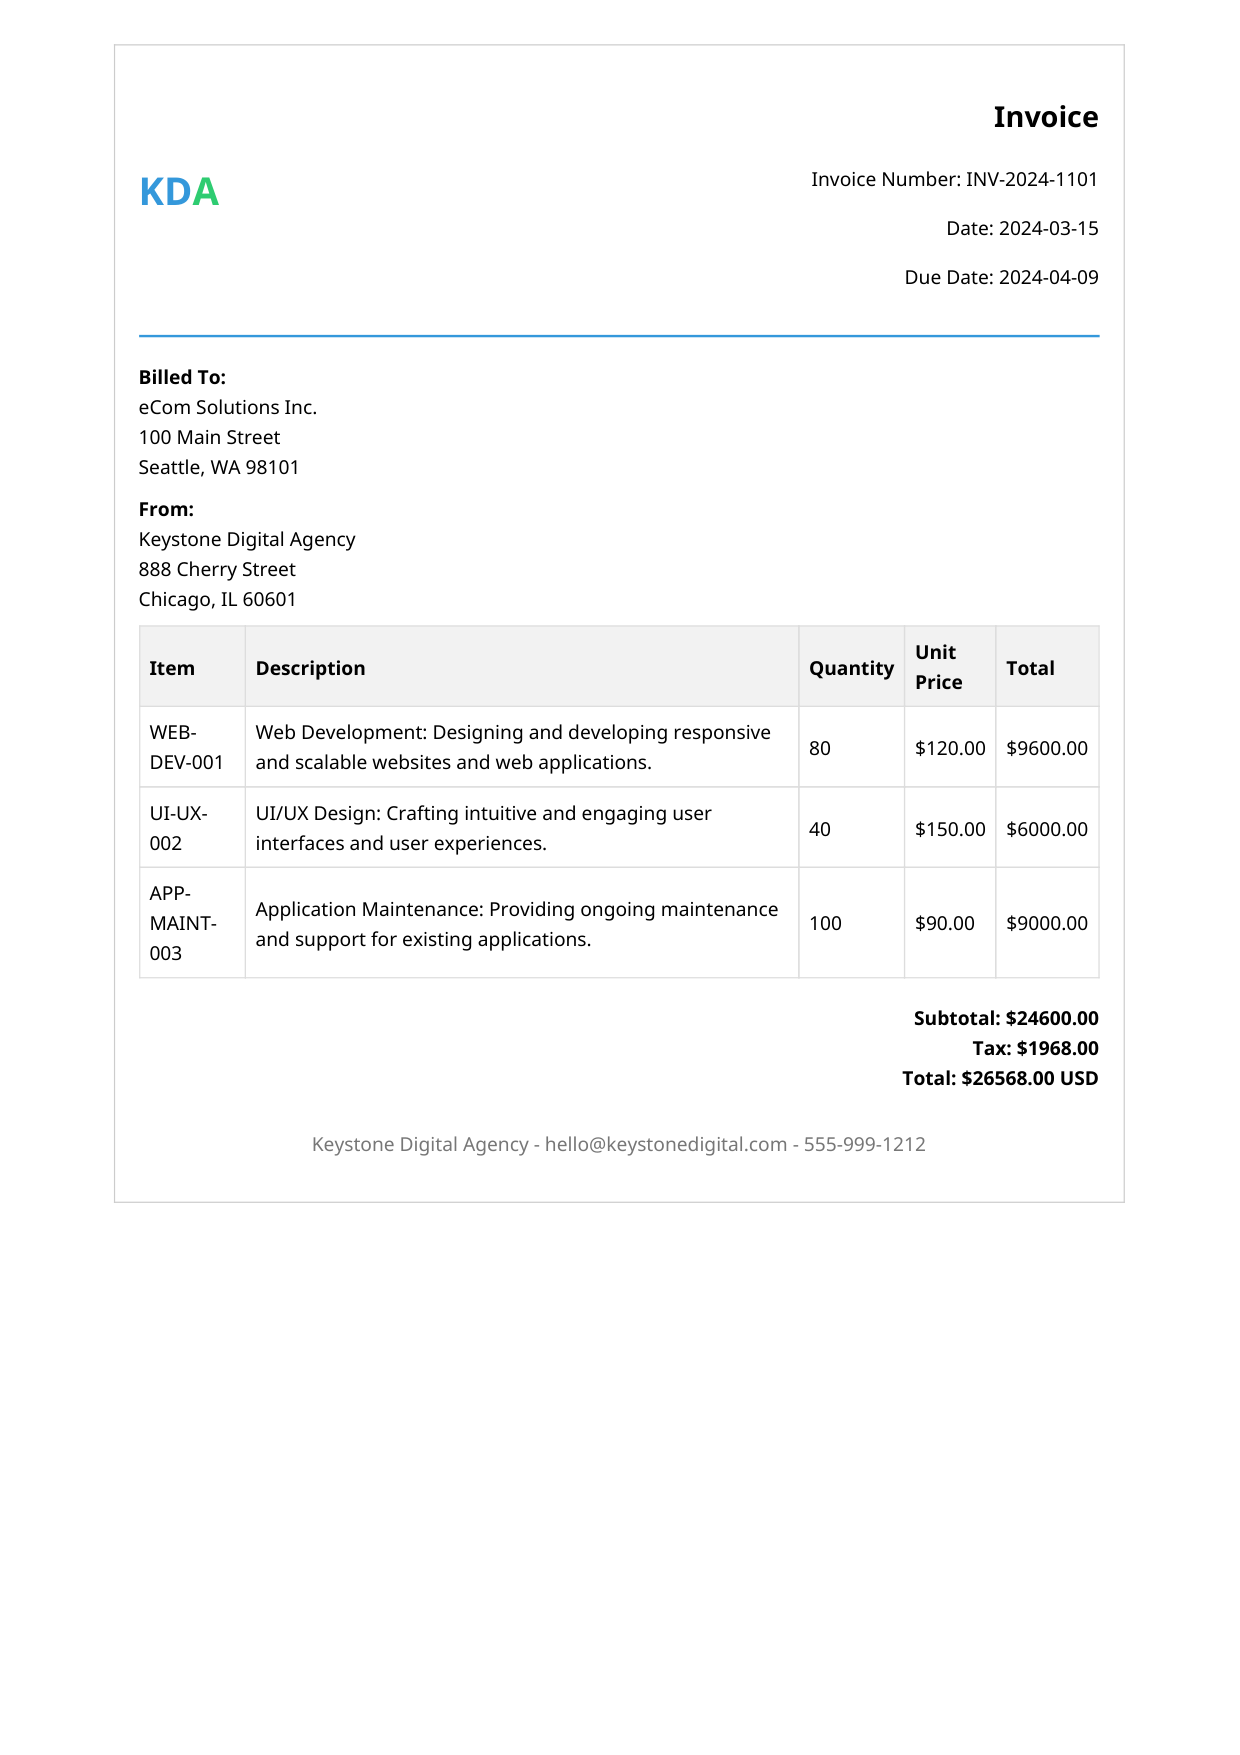 Invoice
KDA
Invoice Number: INV-2024-1101
Date: 2024-03-15
Due Date: 2024-04-09
Billed To:
eCom Solutions Inc.
100 Main Street
Seattle, WA 98101
From:
Keystone Digital Agency
888 Cherry Street
Chicago, IL 60601
Item Description Quantity Unit Price Total
WEB-DEV-001 Web Development: Designing and developing responsive and scalable websites and web applications. 80 $120.00 $9600.00
UI-UX-002 UI/UX Design: Crafting intuitive and engaging user interfaces and user experiences. 40 $150.00 $6000.00
APP-MAINT-003 Application Maintenance: Providing ongoing maintenance and support for existing applications. 100 $90.00 $9000.00
Subtotal: $24600.00
Tax: $1968.00
Total: $26568.00 USD
Keystone Digital Agency - hello@keystonedigital.com - 555-999-1212